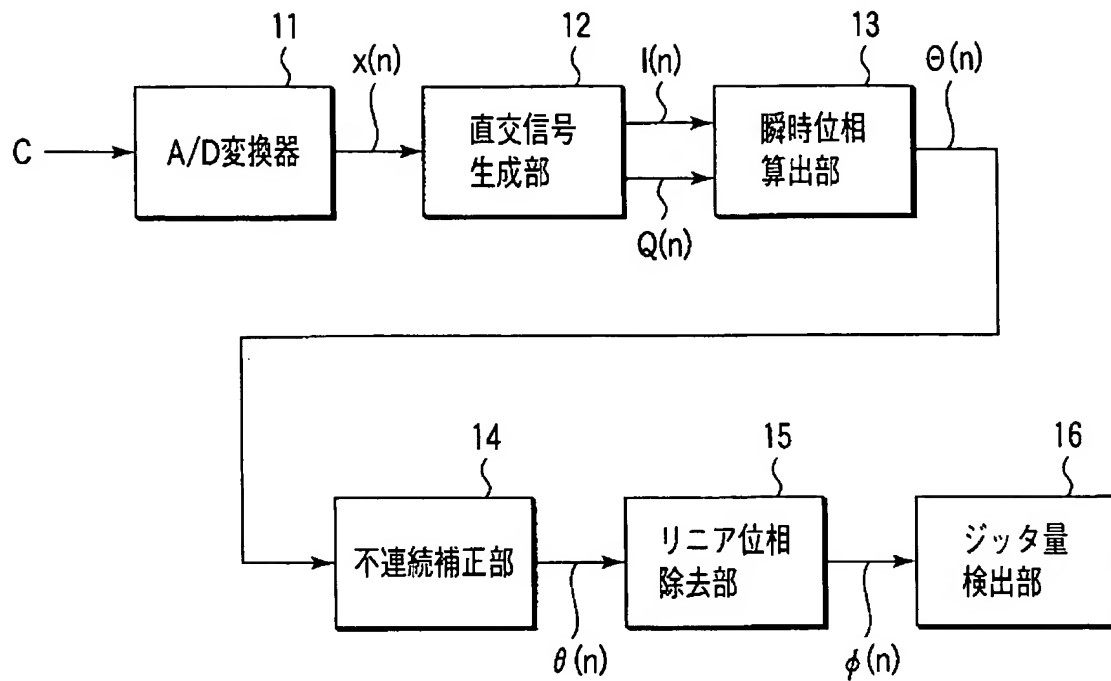 11
x(n)
12
I(n)
13
Θ(n)
C
A/D変換器
直交信号
生成部
瞬時位相
算出部
Q(n)
14
15
16
不連続補正部
リニア位相
除去部
ジッタ量
検出部
θ(n)
φ(n)